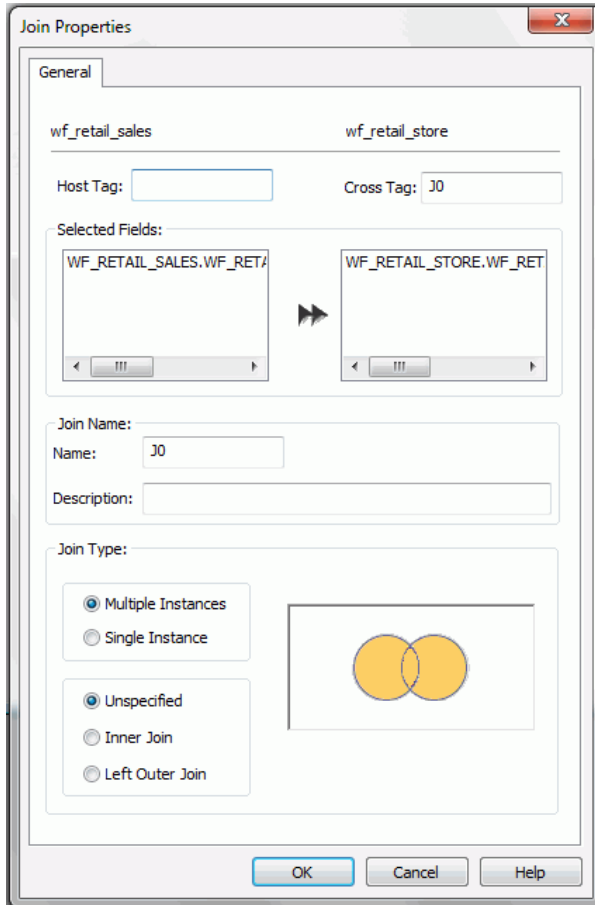 Join Properties
General
wf_retail_sales wf_retail_store
Host Tag: Cross Tag: J0
Selected Fields:
WF_RETAIL_SALES.WF_RETA WF_RETAIL_STORE.WF_RET
Join Name:
Name: J0
Description:
Join Type:
Multiple Instances
Single Instance
Unspecified
Inner Join
Left Outer Join
OK Cancel Help